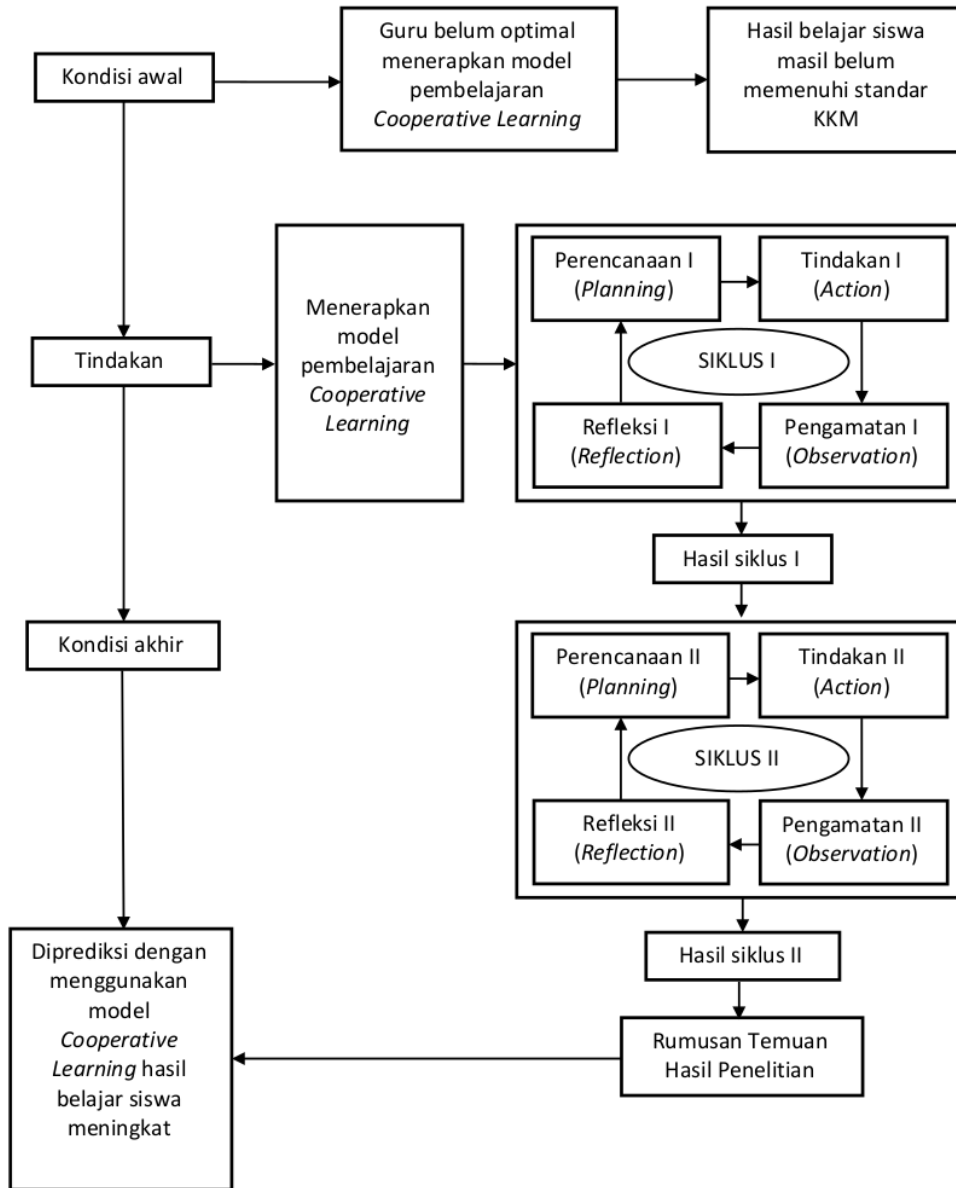 Kondisi awal
Guru belum optimal
menerapkan model
pembelajaran
Cooperative Learning
Hasil belajar siswa
masil belum
memenuhi standar
KKM
Tindakan
Menerapkan
model
pembelajaran
Cooperative
Learning
Perencanaan I
(Planning)
Tindakan I
(Action)
SIKLUS I
Refleksi I
(Reflection)
Pengamatan I
(Observation)
Hasil siklus I
Kondisi akhir
Perencanaan II
(Planning)
Tindakan II
(Action)
SIKLUS II
Refleksi II
(Reflection)
Pengamatan II
(Observation)
Hasil siklus II
Rumusan Temuan
Hasil Penelitian
Diprediksi dengan
menggunakan
model
Cooperative
Learning hasil
belajar siswa
meningkat